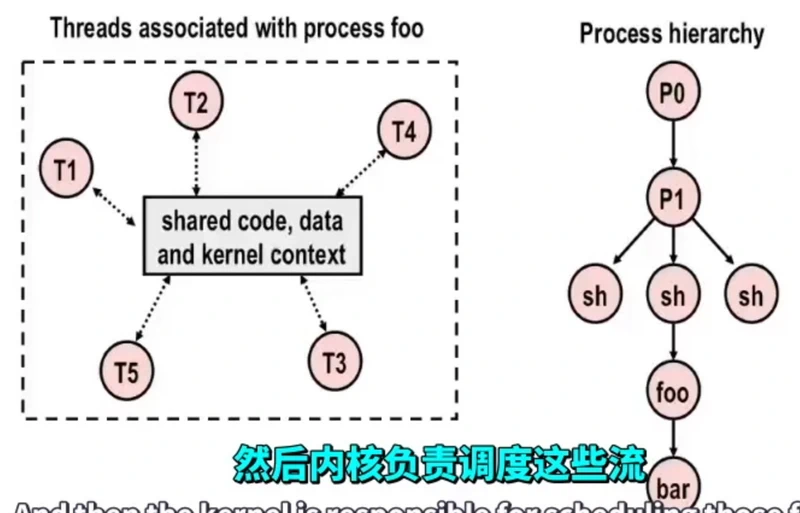 Threads associated with process foo
Process hierarchy
T2
P0
T4
T1
P1
shared code, data
and kernel context
sh
sh
sh
T5
T3
foo
然后内核负责调度这些流
bar
And then the kernel is responsible for scheduling these f